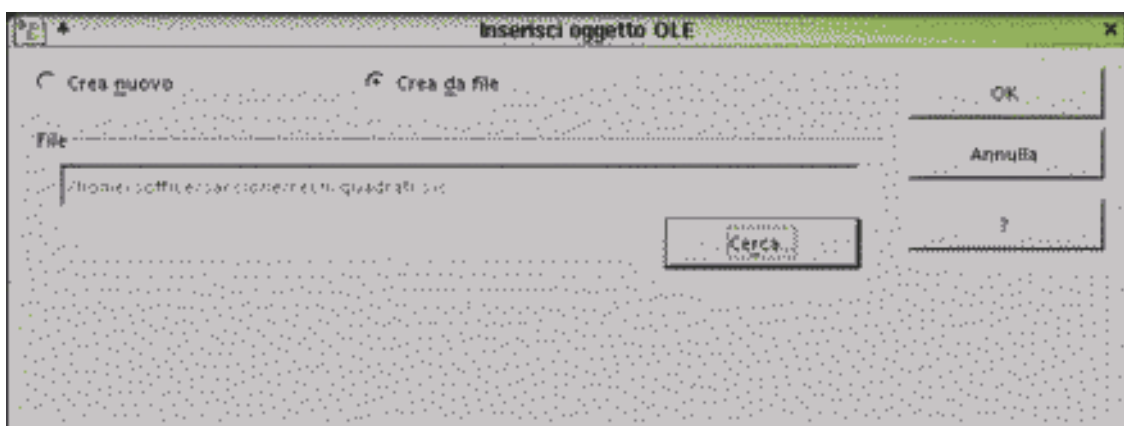 Inserisci oggetto OLE
Crea nuovo
Crea da file
OK
File
Annulla
Cerca...
?